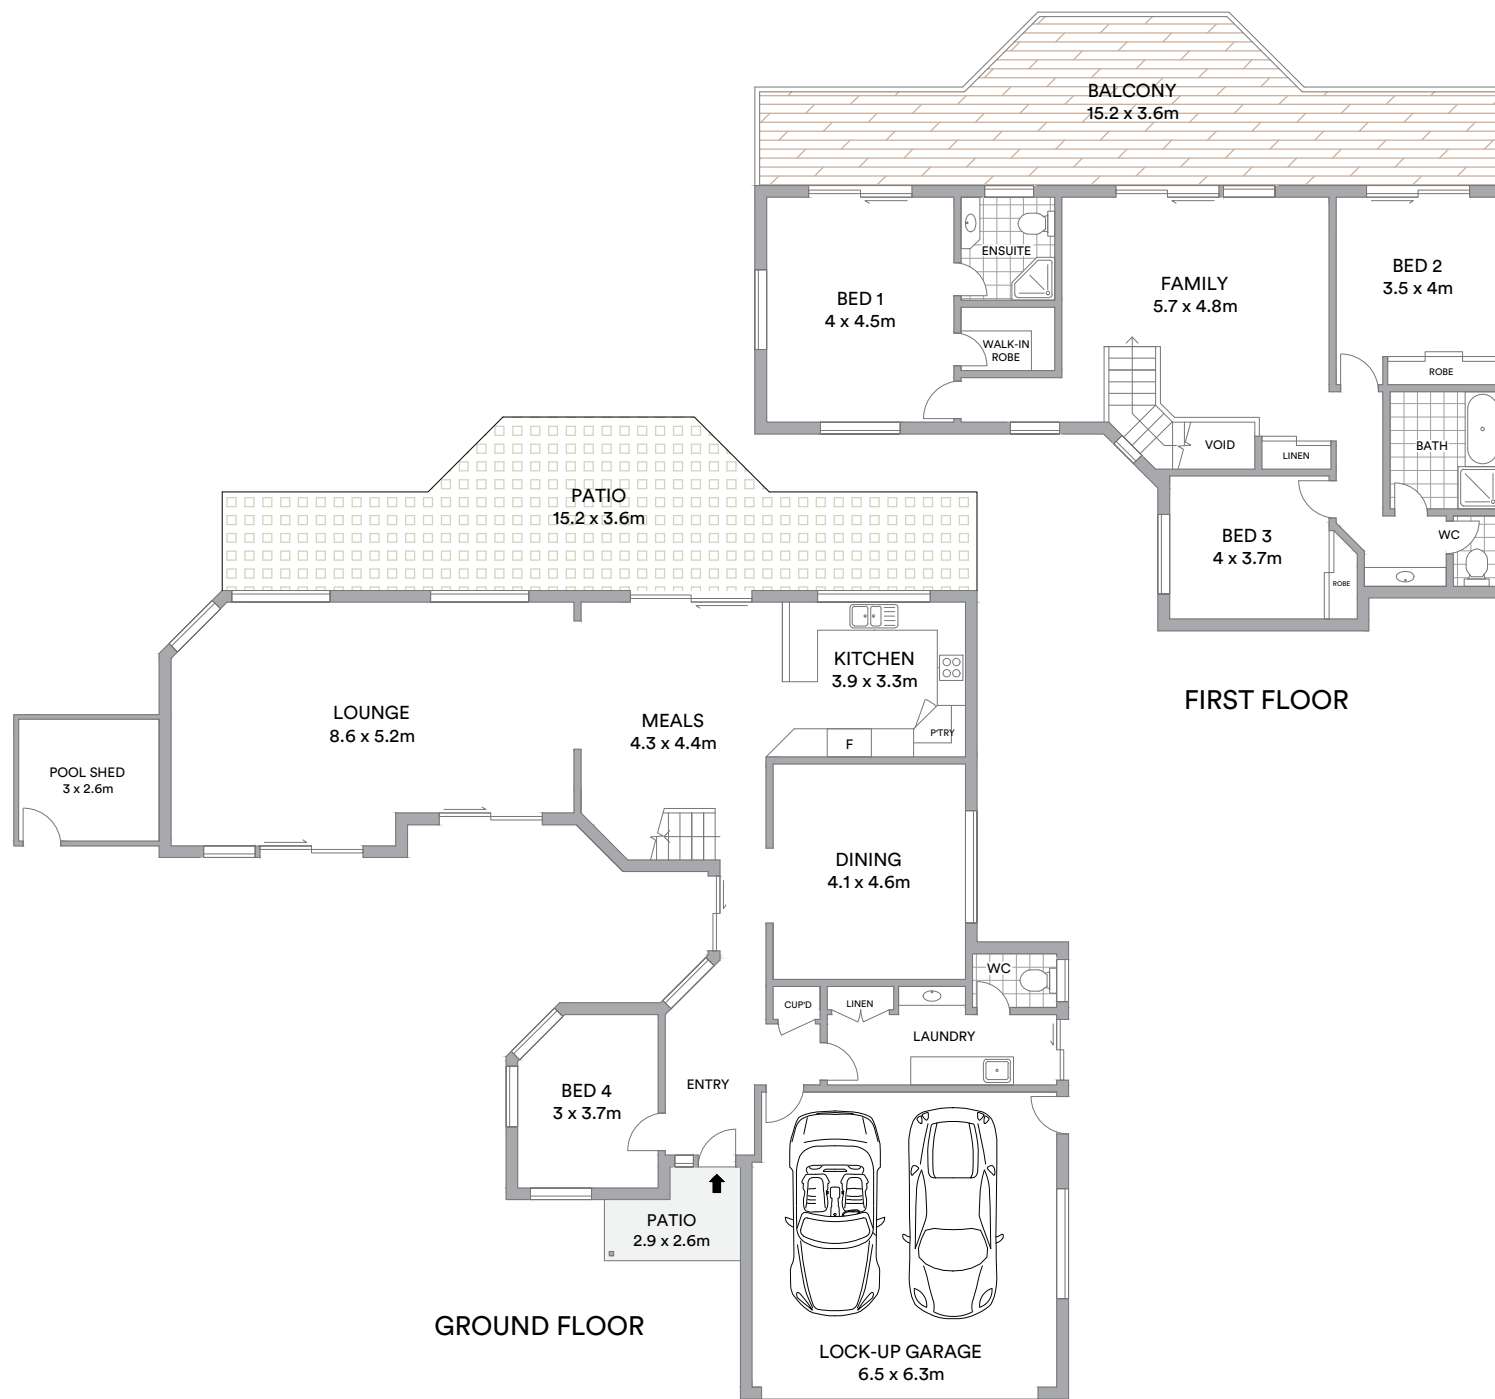 BALCONY
15.2 x 3.6m
ENSUITE
BED 1
4 x 4.5m
FAMILY
5.7 x 4.8m
BED 2
3.5 x 4m
WALK-IN
ROBE
ROBE
VOID
LINEN
BATH
BED 3
4 x 3.7m
WC
ROBE
FIRST FLOOR
PATIO
15.2 x 3.6m
KITCHEN
3.9 x 3.3m
LOUNGE
8.6 x 5.2m
MEALS
4.3 x 4.4m
F
P'TRY
POOL SHED
3 x 2.6m
DINING
4.1 x 4.6m
WC
CUP'D
LINEN
LAUNDRY
ENTRY
BED 4
3 x 3.7m
PATIO
2.9 x 2.6m
GROUND FLOOR
LOCK-UP GARAGE
6.5 x 6.3m